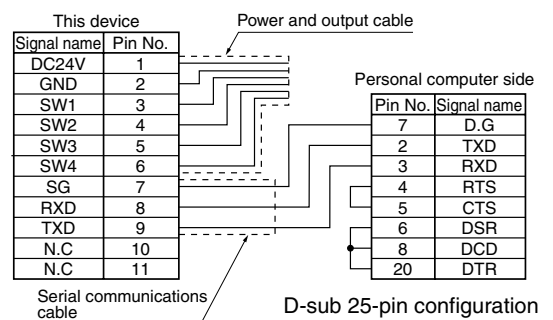 This device
Power and output cable
Signal name Pin No.
DC24V 1
GND 2
SW1 3
SW2 4
SW3 5
SW4 6
SG 7
RXD 8
TXD 9
N.C 10
N.C 11
Serial communications
cable
Personal computer side
Pin No. Signal name
7 D.G
2 TXD
3 RXD
4 RTS
5 CTS
6 DSR
8 DCD
20 DTR
D-sub 25-pin configuration